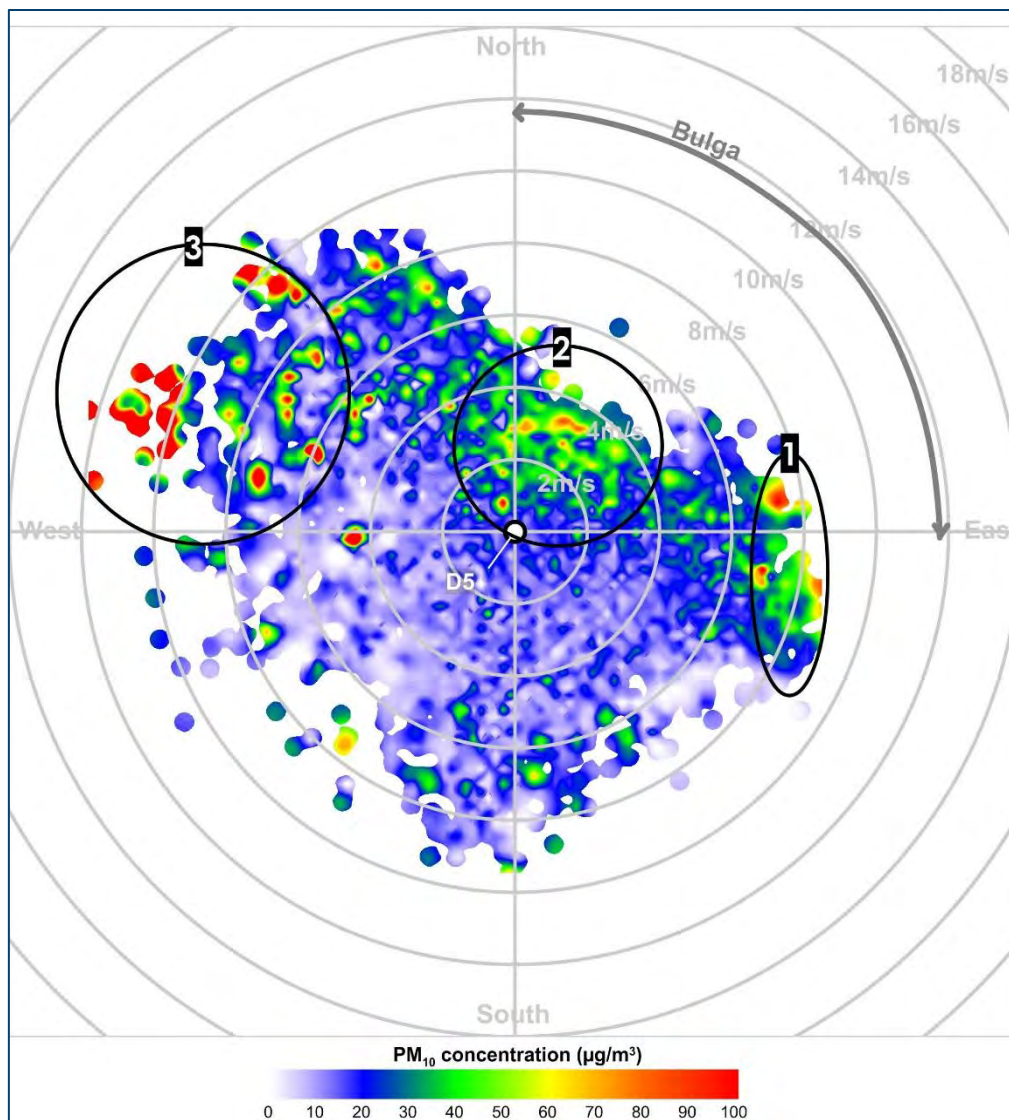 North
18m/s
16m/s
Bulga
14m/s
12m/s
3
10m/s
8m/s
2
6m/s
4m/s
1
2m/s
West
East
D5
South
PM₁₀ concentration (µg/m³)
0 10 20 30 40 50 60 70 80 90 100